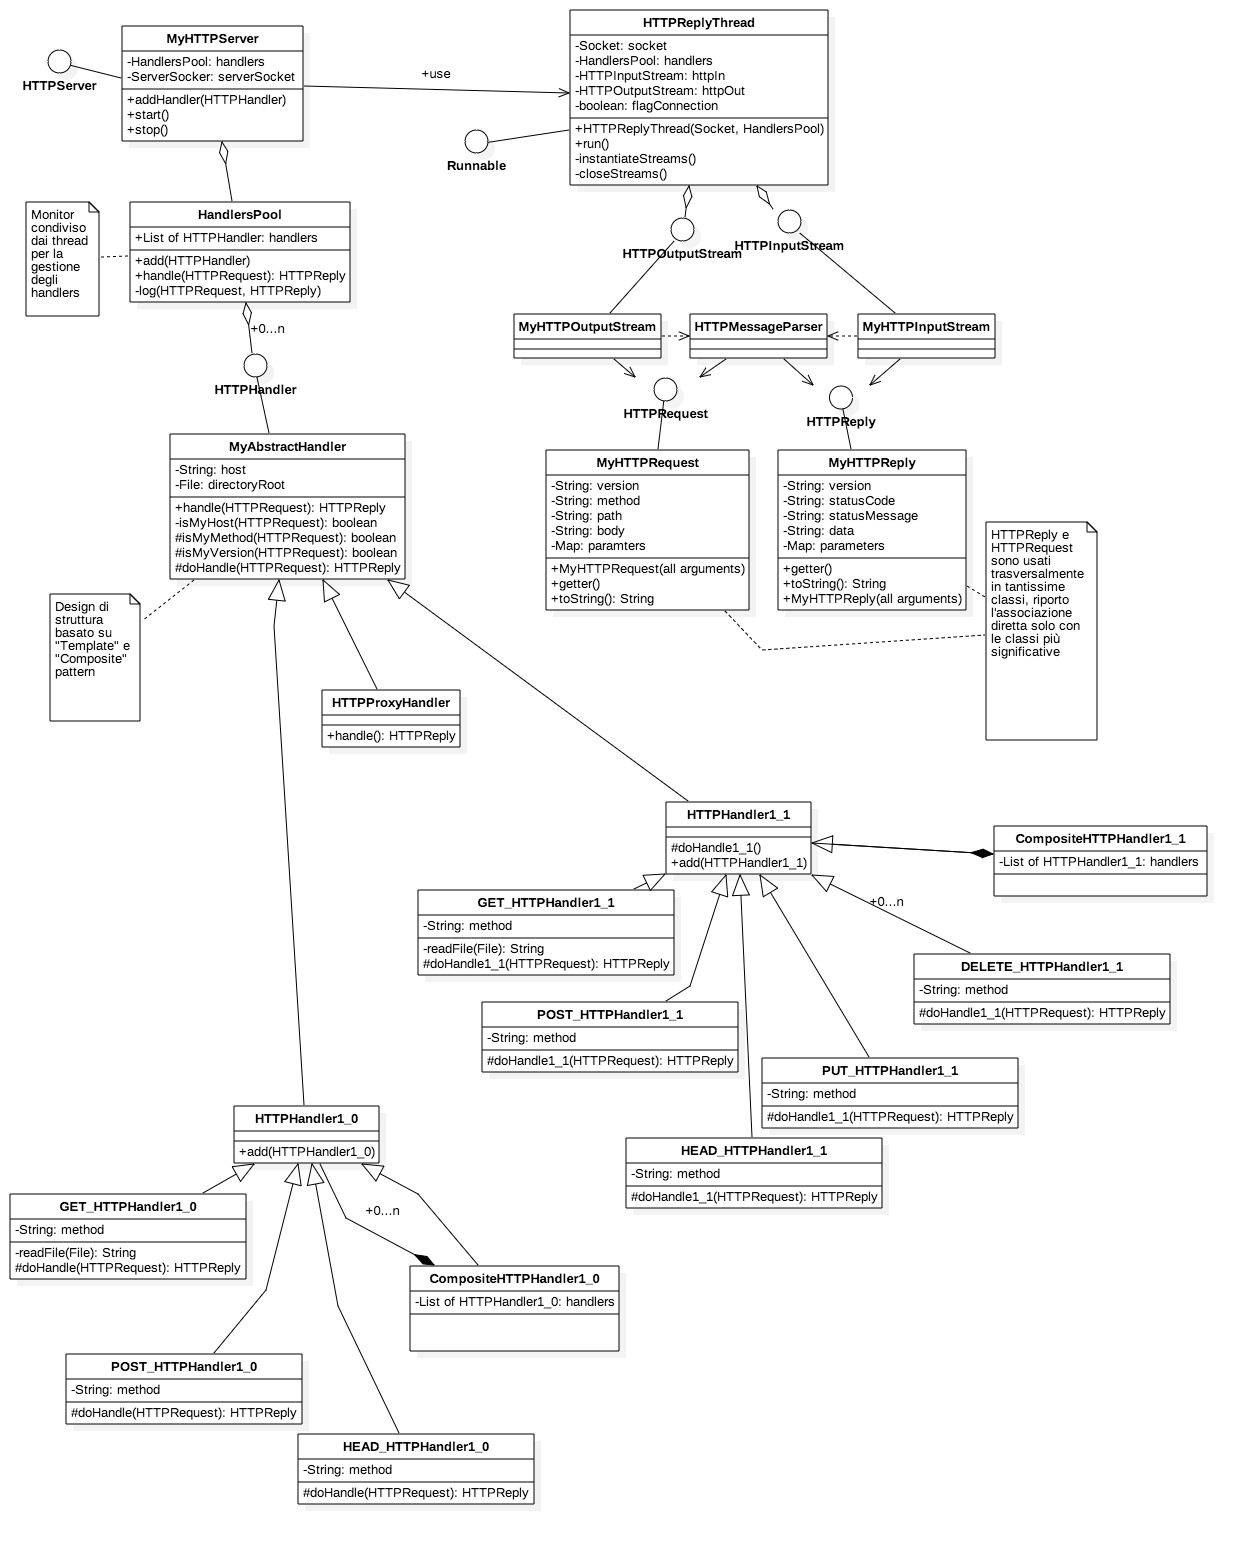 MyHTTPServer
-HandlersPool: handlers
-ServerSocker: serverSocket
+addHandler(HTTPHandler)
+start()
+stop()
HTTPServer
+use
HTTPReplyThread
-Socket: socket
-HandlersPool: handlers
-HTTPInputStream: httpIn
-HTTPOutputStream: httpOut
-boolean: flagConnection
+HTTPReplyThread(Socket, HandlersPool)
+run()
-instantiateStreams()
-closeStreams()
Runnable
Monitor
condiviso
dai thread
per la
gestione
degli
handlers
HandlersPool
+List of HTTPHandler: handlers
+add(HTTPHandler)
+handle(HTTPRequest): HTTPReply
-log(HTTPRequest, HTTPReply)
+0...n
HTTPHandler
HTTPOutputStream
HTTPInputStream
MyHTTPOutputStream
HTTPMessageParser
MyHTTPInputStream
HTTPRequest
HTTPReply
MyAbstractHandler
-String: host
-File: directoryRoot
+handle(HTTPRequest): HTTPReply
-isMyHost(HTTPRequest): boolean
#isMyMethod(HTTPRequest): boolean
#isMyVersion(HTTPRequest): boolean
#doHandle(HTTPRequest): HTTPReply
MyHTTPRequest
-String: version
-String: method
-String: path
-String: body
-Map: paramters
+MyHTTPRequest(all arguments)
+getter()
+toString(): String
MyHTTPReply
-String: version
-String: statusCode
-String: statusMessage
-String: data
-Map: parameters
+getter()
+toString(): String
+MyHTTPReply(all arguments)
HTTPReply e
HTTPRequest
sono usati
trasversalmente
in tantissime
classi, riporto
l'associazione
diretta solo con
le classi più
significative
Design di
struttura
basato su
"Template" e
"Composite"
pattern
HTTPProxyHandler
+handle(): HTTPReply
HTTPHandler1_1
#doHandle1_1()
+add(HTTPHandler1_1)
CompositeHTTPHandler1_1
-List of HTTPHandler1_1: handlers
+0...n
GET_HTTPHandler1_1
-String: method
-readFile(File): String
#doHandle1_1(HTTPRequest): HTTPReply
DELETE_HTTPHandler1_1
-String: method
#doHandle1_1(HTTPRequest): HTTPReply
POST_HTTPHandler1_1
-String: method
#doHandle1_1(HTTPRequest): HTTPReply
PUT_HTTPHandler1_1
-String: method
#doHandle1_1(HTTPRequest): HTTPReply
HEAD_HTTPHandler1_1
-String: method
#doHandle1_1(HTTPRequest): HTTPReply
HTTPHandler1_0
+add(HTTPHandler1_0)
GET_HTTPHandler1_0
-String: method
-readFile(File): String
#doHandle(HTTPRequest): HTTPReply
+0...n
CompositeHTTPHandler1_0
-List of HTTPHandler1_0: handlers
POST_HTTPHandler1_0
-String: method
#doHandle(HTTPRequest): HTTPReply
HEAD_HTTPHandler1_0
-String: method
#doHandle(HTTPRequest): HTTPReply